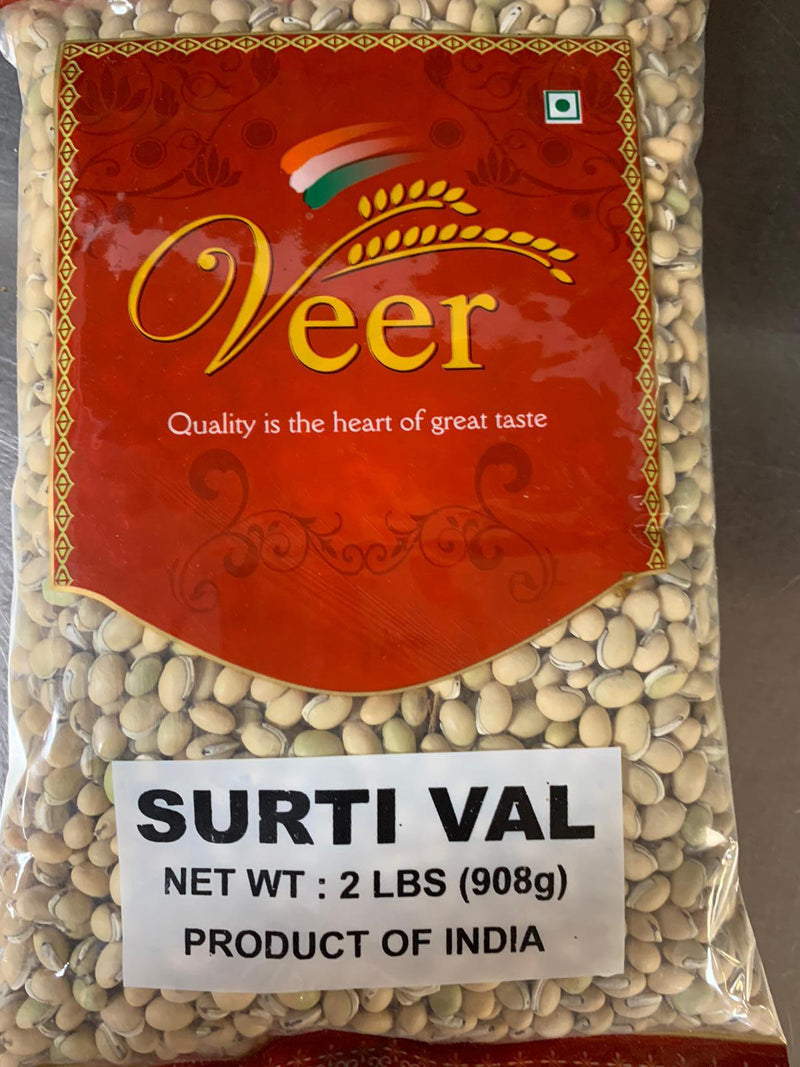 Veer
Quality is the heart of great taste
SURTI VAL
NET WT : 2 LBS (908g)
PRODUCT OF INDIA